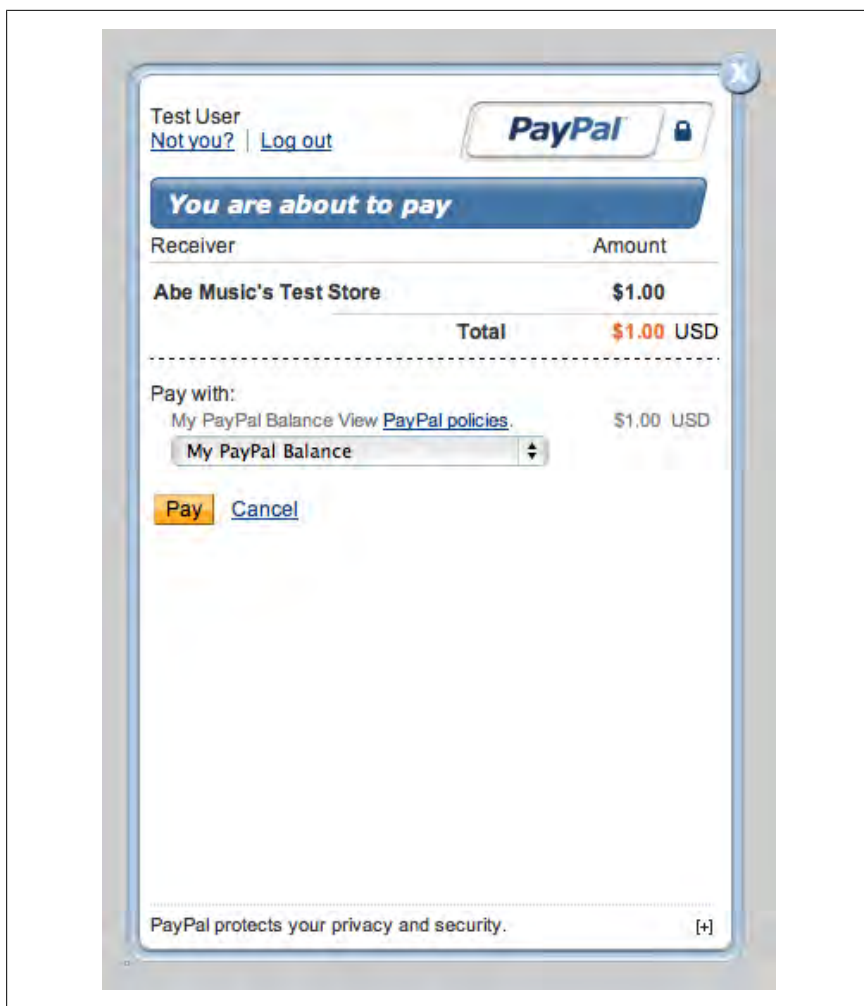 X
Test User
Not you? | Log out
PayPal
You are about to pay
Receiver Amount
Abe Music's Test Store $1.00
Total $1.00 USD
Pay with:
My PayPal Balance View PayPal policies. $1.00 USD
My PayPal Balance
Pay Cancel
PayPal protects your privacy and security. [+]